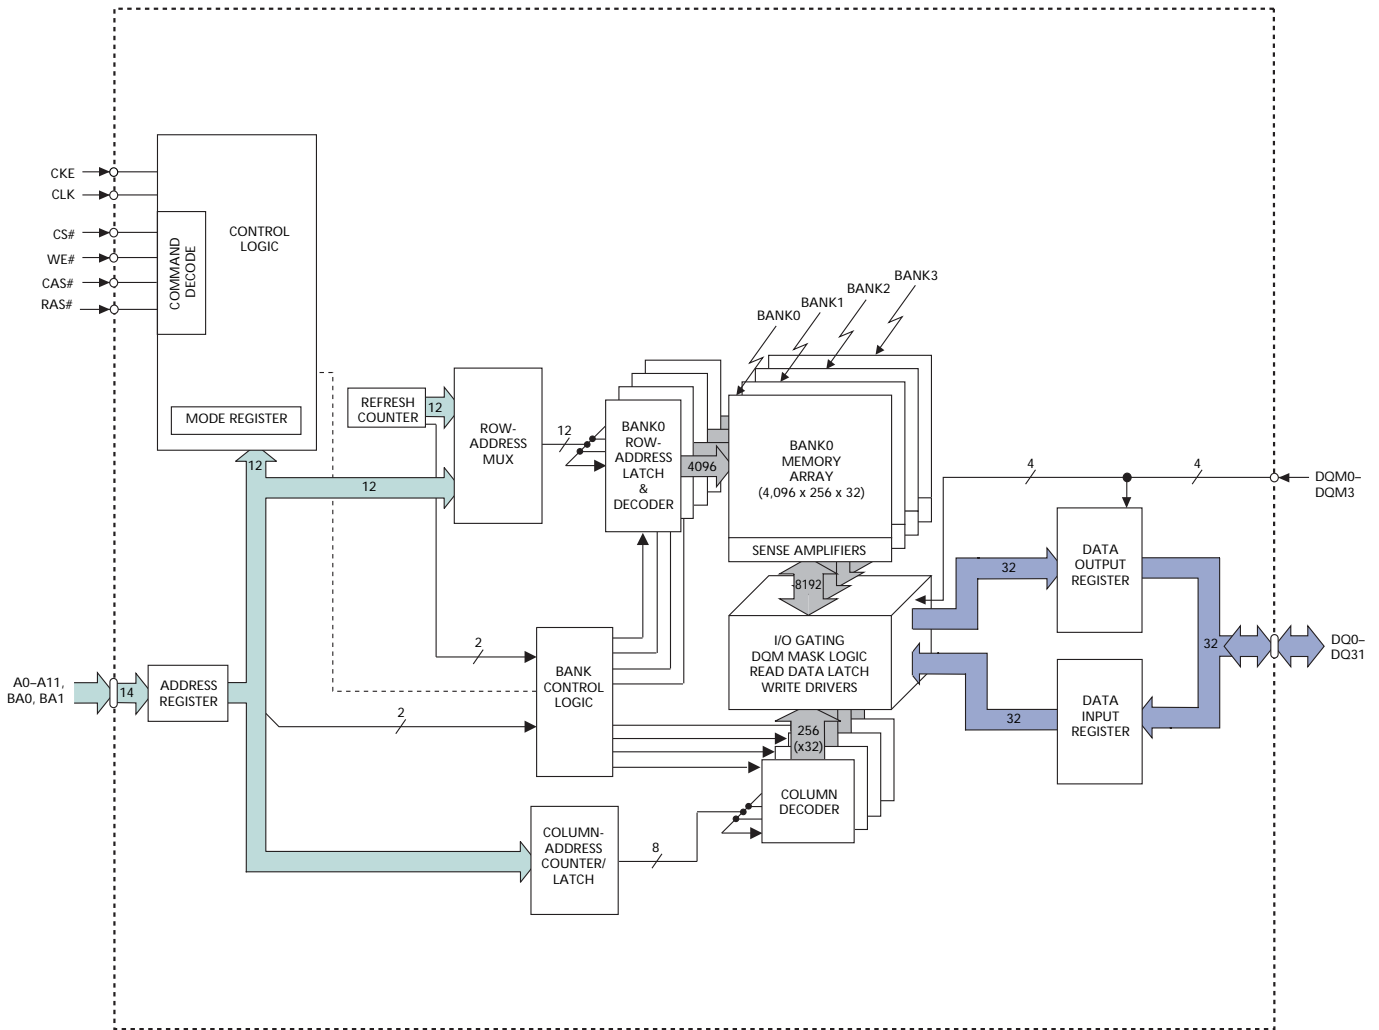 CKE
CLK
CS#
WE#
CAS#
RAS#
COMMAND
DECODE
CONTROL
LOGIC
MODE REGISTER
12
REFRESH
COUNTER
12
12
ROW-
ADDRESS
MUX
12
BANK0
ROW-
ADDRESS
LATCH
&
DECODER
4096
BANK0
BANK1
BANK2
BANK3
BANK0
MEMORY
ARRAY
(4,096 x 256 x 32)
SENSE AMPLIFIERS
8192
I/O GATING
DQM MASK LOGIC
READ DATA LATCH
WRITE DRIVERS
256
(x32)
COLUMN
DECODER
4
4
DQM0–
DQM3
DATA
OUTPUT
REGISTER
32
32
DQ0–
DQ31
DATA
INPUT
REGISTER
32
A0–A11,
BA0, BA1
14
ADDRESS
REGISTER
2
2
BANK
CONTROL
LOGIC
COLUMN-
ADDRESS
COUNTER/
LATCH
8